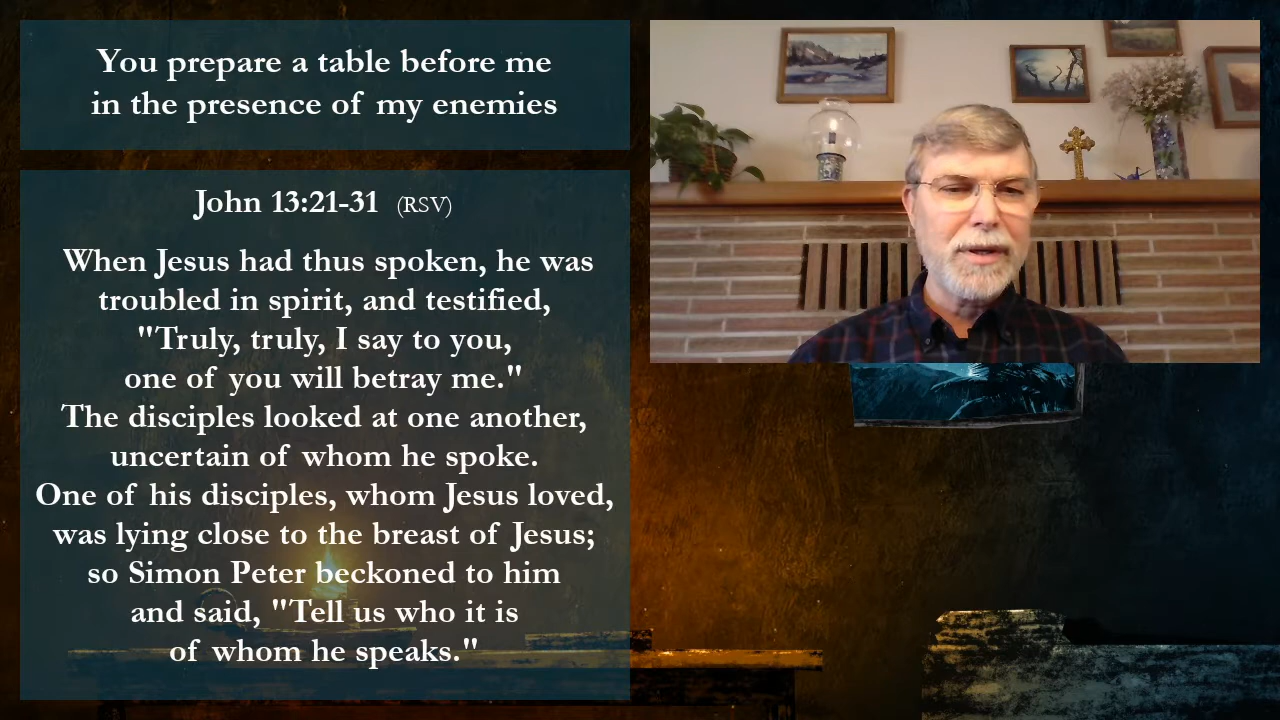 You prepare a table before me
in the presence of my enemies
John 13:21-31 (RSV)
When Jesus had thus spoken, he was
troubled in spirit, and testified,
"Truly, truly, I say to you,
one of you will betray me."
The disciples looked at one another,
uncertain of whom he spoke.
One of his disciples, whom Jesus loved,
was lying close to the breast of Jesus;
so Simon Peter beckoned to him
and said, "Tell us who it is
of whom he speaks."